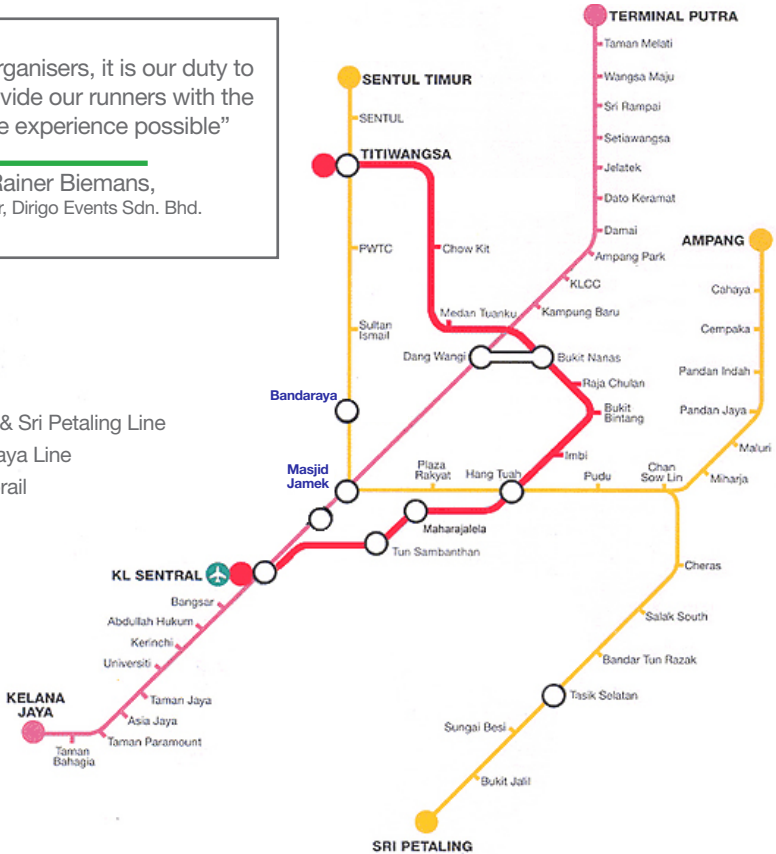 rganisers, it is our duty to
vide our runners with the
e experience possible”
Rainer Biemans,
r, Dirigo Events Sdn. Bhd.
& Sri Petaling Line
aya Line
rail
TERMINAL PUTRA
Taman Melati
Wangsa Maju
Sri Rampai
Setiawangsa
Jelatek
Dato Keramat
Damai
Ampang Park
KLCC
Kampung Baru
SENTUL TIMUR
SENTUL
TITIWANGSA
PWTC
Chow Kit
Sultan
Ismail
Medan Tuanku
Dang Wangi
Bukit Nanas
Raja Chulan
Bukit
Bintang
Imbi
Bandaraya
Masjid
Jamek
Plaza
Rakyat
Hang Tuah
Pudu
Chan
Sow Lin
AMPANG
Cahaya
Cempaka
Pandan Indah
Pandan Jaya
Maluri
Miharja
Maharajalela
Tun Sambanthan
KL SENTRAL
Bangsar
Abdullah Hukum
Kerinchi
Universiti
Taman Jaya
Asia Jaya
Taman Paramount
KELANA
JAYA
Taman
Bahagia
Cheras
Salak South
Bandar Tun Razak
Tasik Selatan
Sungai Besi
Bukit Jalil
SRI PETALING